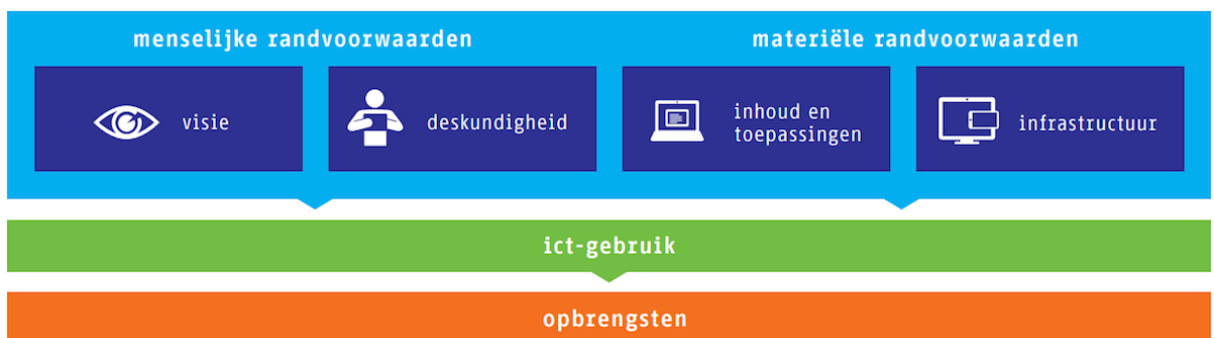 menselijke randvoorwaarden
materiële randvoorwaarden
visie
deskundigheid
inhoud en
toepassingen
infrastructuur
ict-gebruik
opbrengsten